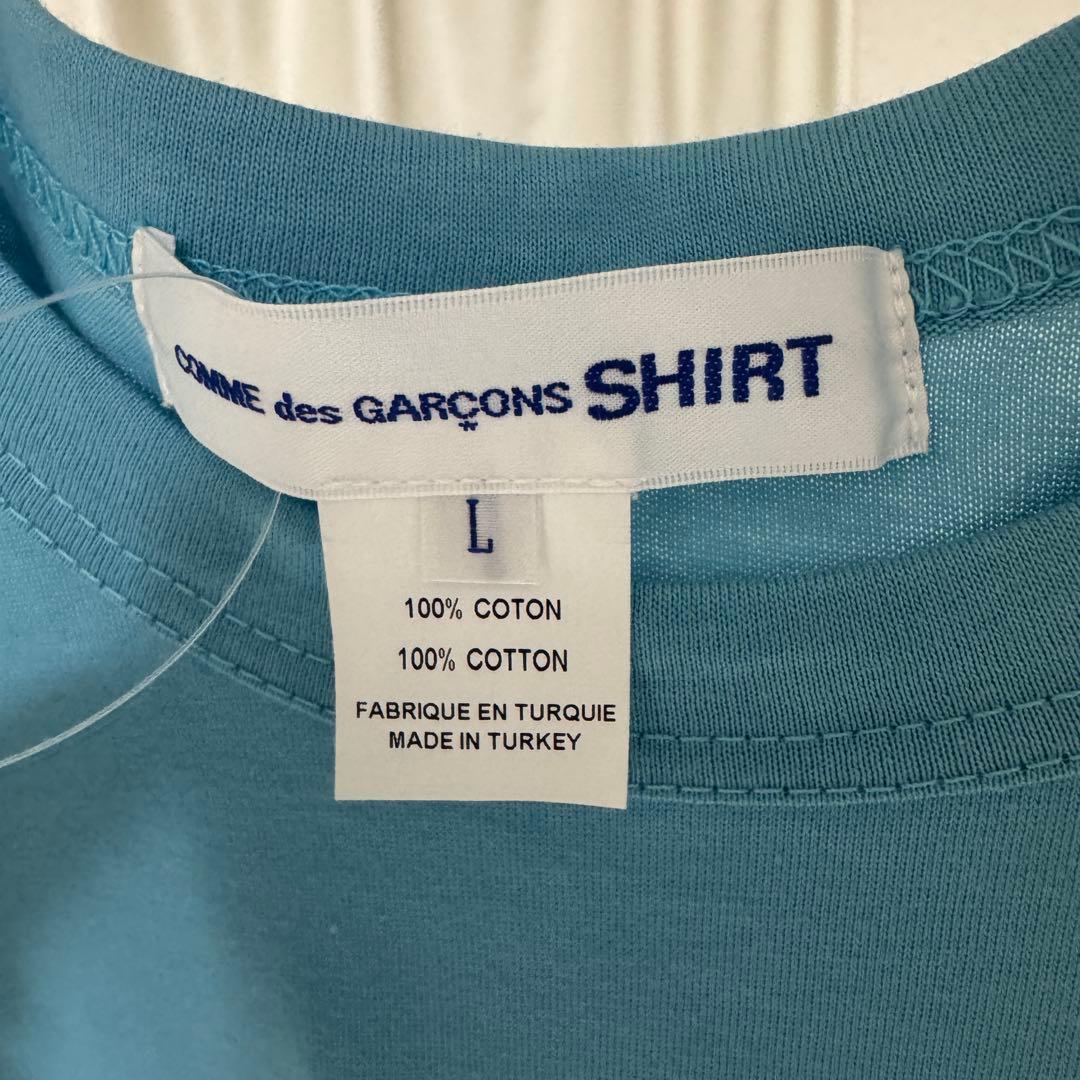 COMME des GARÇONS SHIRT
L
100% COTON
100% COTTON
FABRIQUE EN TURQUIE
MADE IN TURKEY